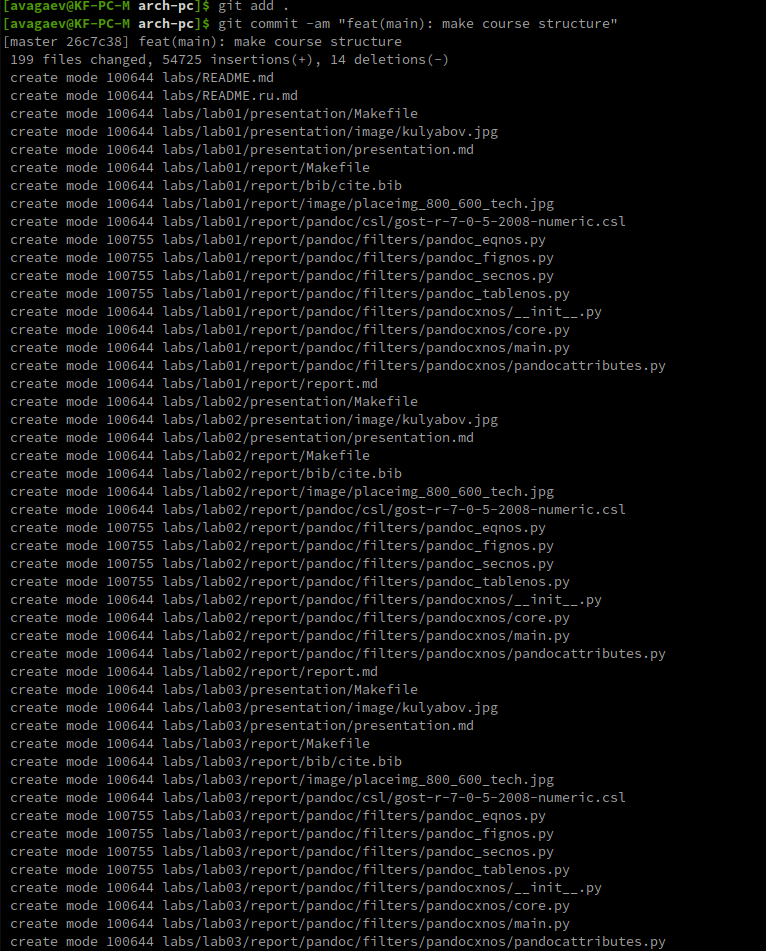 [avagaev@KF-PC-M arch-pc]$ git add .
[avagaev@KF-PC-M arch-pc]$ git commit -am "feat(main): make course structure"
[master 26c7c38] feat(main): make course structure
 199 files changed, 54725 insertions(+), 14 deletions(-)
 create mode 100644 labs/README.md
 create mode 100644 labs/README.ru.md
 create mode 100644 labs/lab01/presentation/Makefile
 create mode 100644 labs/lab01/presentation/image/kulyabov.jpg
 create mode 100644 labs/lab01/presentation/presentation.md
 create mode 100644 labs/lab01/report/Makefile
 create mode 100644 labs/lab01/report/bib/cite.bib
 create mode 100644 labs/lab01/report/image/placeimg_800_600_tech.jpg
 create mode 100644 labs/lab01/report/pandoc/csl/gost-r-7-0-5-2008-numeric.csl
 create mode 100755 labs/lab01/report/pandoc/filters/pandoc_eqnos.py
 create mode 100755 labs/lab01/report/pandoc/filters/pandoc_fignos.py
 create mode 100755 labs/lab01/report/pandoc/filters/pandoc_secnos.py
 create mode 100755 labs/lab01/report/pandoc/filters/pandoc_tablenos.py
 create mode 100644 labs/lab01/report/pandoc/filters/pandocxnos/__init__.py
 create mode 100644 labs/lab01/report/pandoc/filters/pandocxnos/core.py
 create mode 100644 labs/lab01/report/pandoc/filters/pandocxnos/main.py
 create mode 100644 labs/lab01/report/pandoc/filters/pandocxnos/pandocattributes.py
 create mode 100644 labs/lab01/report/report.md
 create mode 100644 labs/lab02/presentation/Makefile
 create mode 100644 labs/lab02/presentation/image/kulyabov.jpg
 create mode 100644 labs/lab02/presentation/presentation.md
 create mode 100644 labs/lab02/report/Makefile
 create mode 100644 labs/lab02/report/bib/cite.bib
 create mode 100644 labs/lab02/report/image/placeimg_800_600_tech.jpg
 create mode 100644 labs/lab02/report/pandoc/csl/gost-r-7-0-5-2008-numeric.csl
 create mode 100755 labs/lab02/report/pandoc/filters/pandoc_eqnos.py
 create mode 100755 labs/lab02/report/pandoc/filters/pandoc_fignos.py
 create mode 100755 labs/lab02/report/pandoc/filters/pandoc_secnos.py
 create mode 100755 labs/lab02/report/pandoc/filters/pandoc_tablenos.py
 create mode 100644 labs/lab02/report/pandoc/filters/pandocxnos/__init__.py
 create mode 100644 labs/lab02/report/pandoc/filters/pandocxnos/core.py
 create mode 100644 labs/lab02/report/pandoc/filters/pandocxnos/main.py
 create mode 100644 labs/lab02/report/pandoc/filters/pandocxnos/pandocattributes.py
 create mode 100644 labs/lab02/report/report.md
 create mode 100644 labs/lab03/presentation/Makefile
 create mode 100644 labs/lab03/presentation/image/kulyabov.jpg
 create mode 100644 labs/lab03/presentation/presentation.md
 create mode 100644 labs/lab03/report/Makefile
 create mode 100644 labs/lab03/report/bib/cite.bib
 create mode 100644 labs/lab03/report/image/placeimg_800_600_tech.jpg
 create mode 100644 labs/lab03/report/pandoc/csl/gost-r-7-0-5-2008-numeric.csl
 create mode 100755 labs/lab03/report/pandoc/filters/pandoc_eqnos.py
 create mode 100755 labs/lab03/report/pandoc/filters/pandoc_fignos.py
 create mode 100755 labs/lab03/report/pandoc/filters/pandoc_secnos.py
 create mode 100755 labs/lab03/report/pandoc/filters/pandoc_tablenos.py
 create mode 100644 labs/lab03/report/pandoc/filters/pandocxnos/__init__.py
 create mode 100644 labs/lab03/report/pandoc/filters/pandocxnos/core.py
 create mode 100644 labs/lab03/report/pandoc/filters/pandocxnos/main.py
 create mode 100644 labs/lab03/report/pandoc/filters/pandocxnos/pandocattributes.py